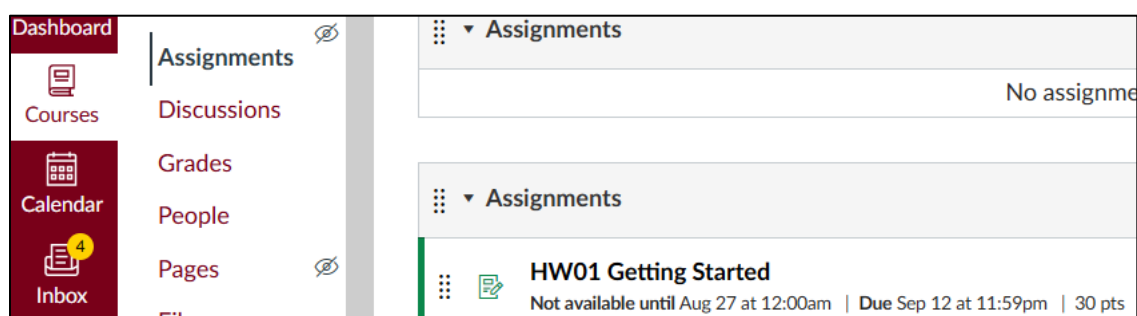 Dashboard
Courses
Calendar
4
Inbox
Assignments
Discussions
Grades
People
Pages
Assignments
No assignme
Assignments
HW01 Getting Started
Not available until Aug 27 at 12:00am | Due Sep 12 at 11:59pm | 30 pts